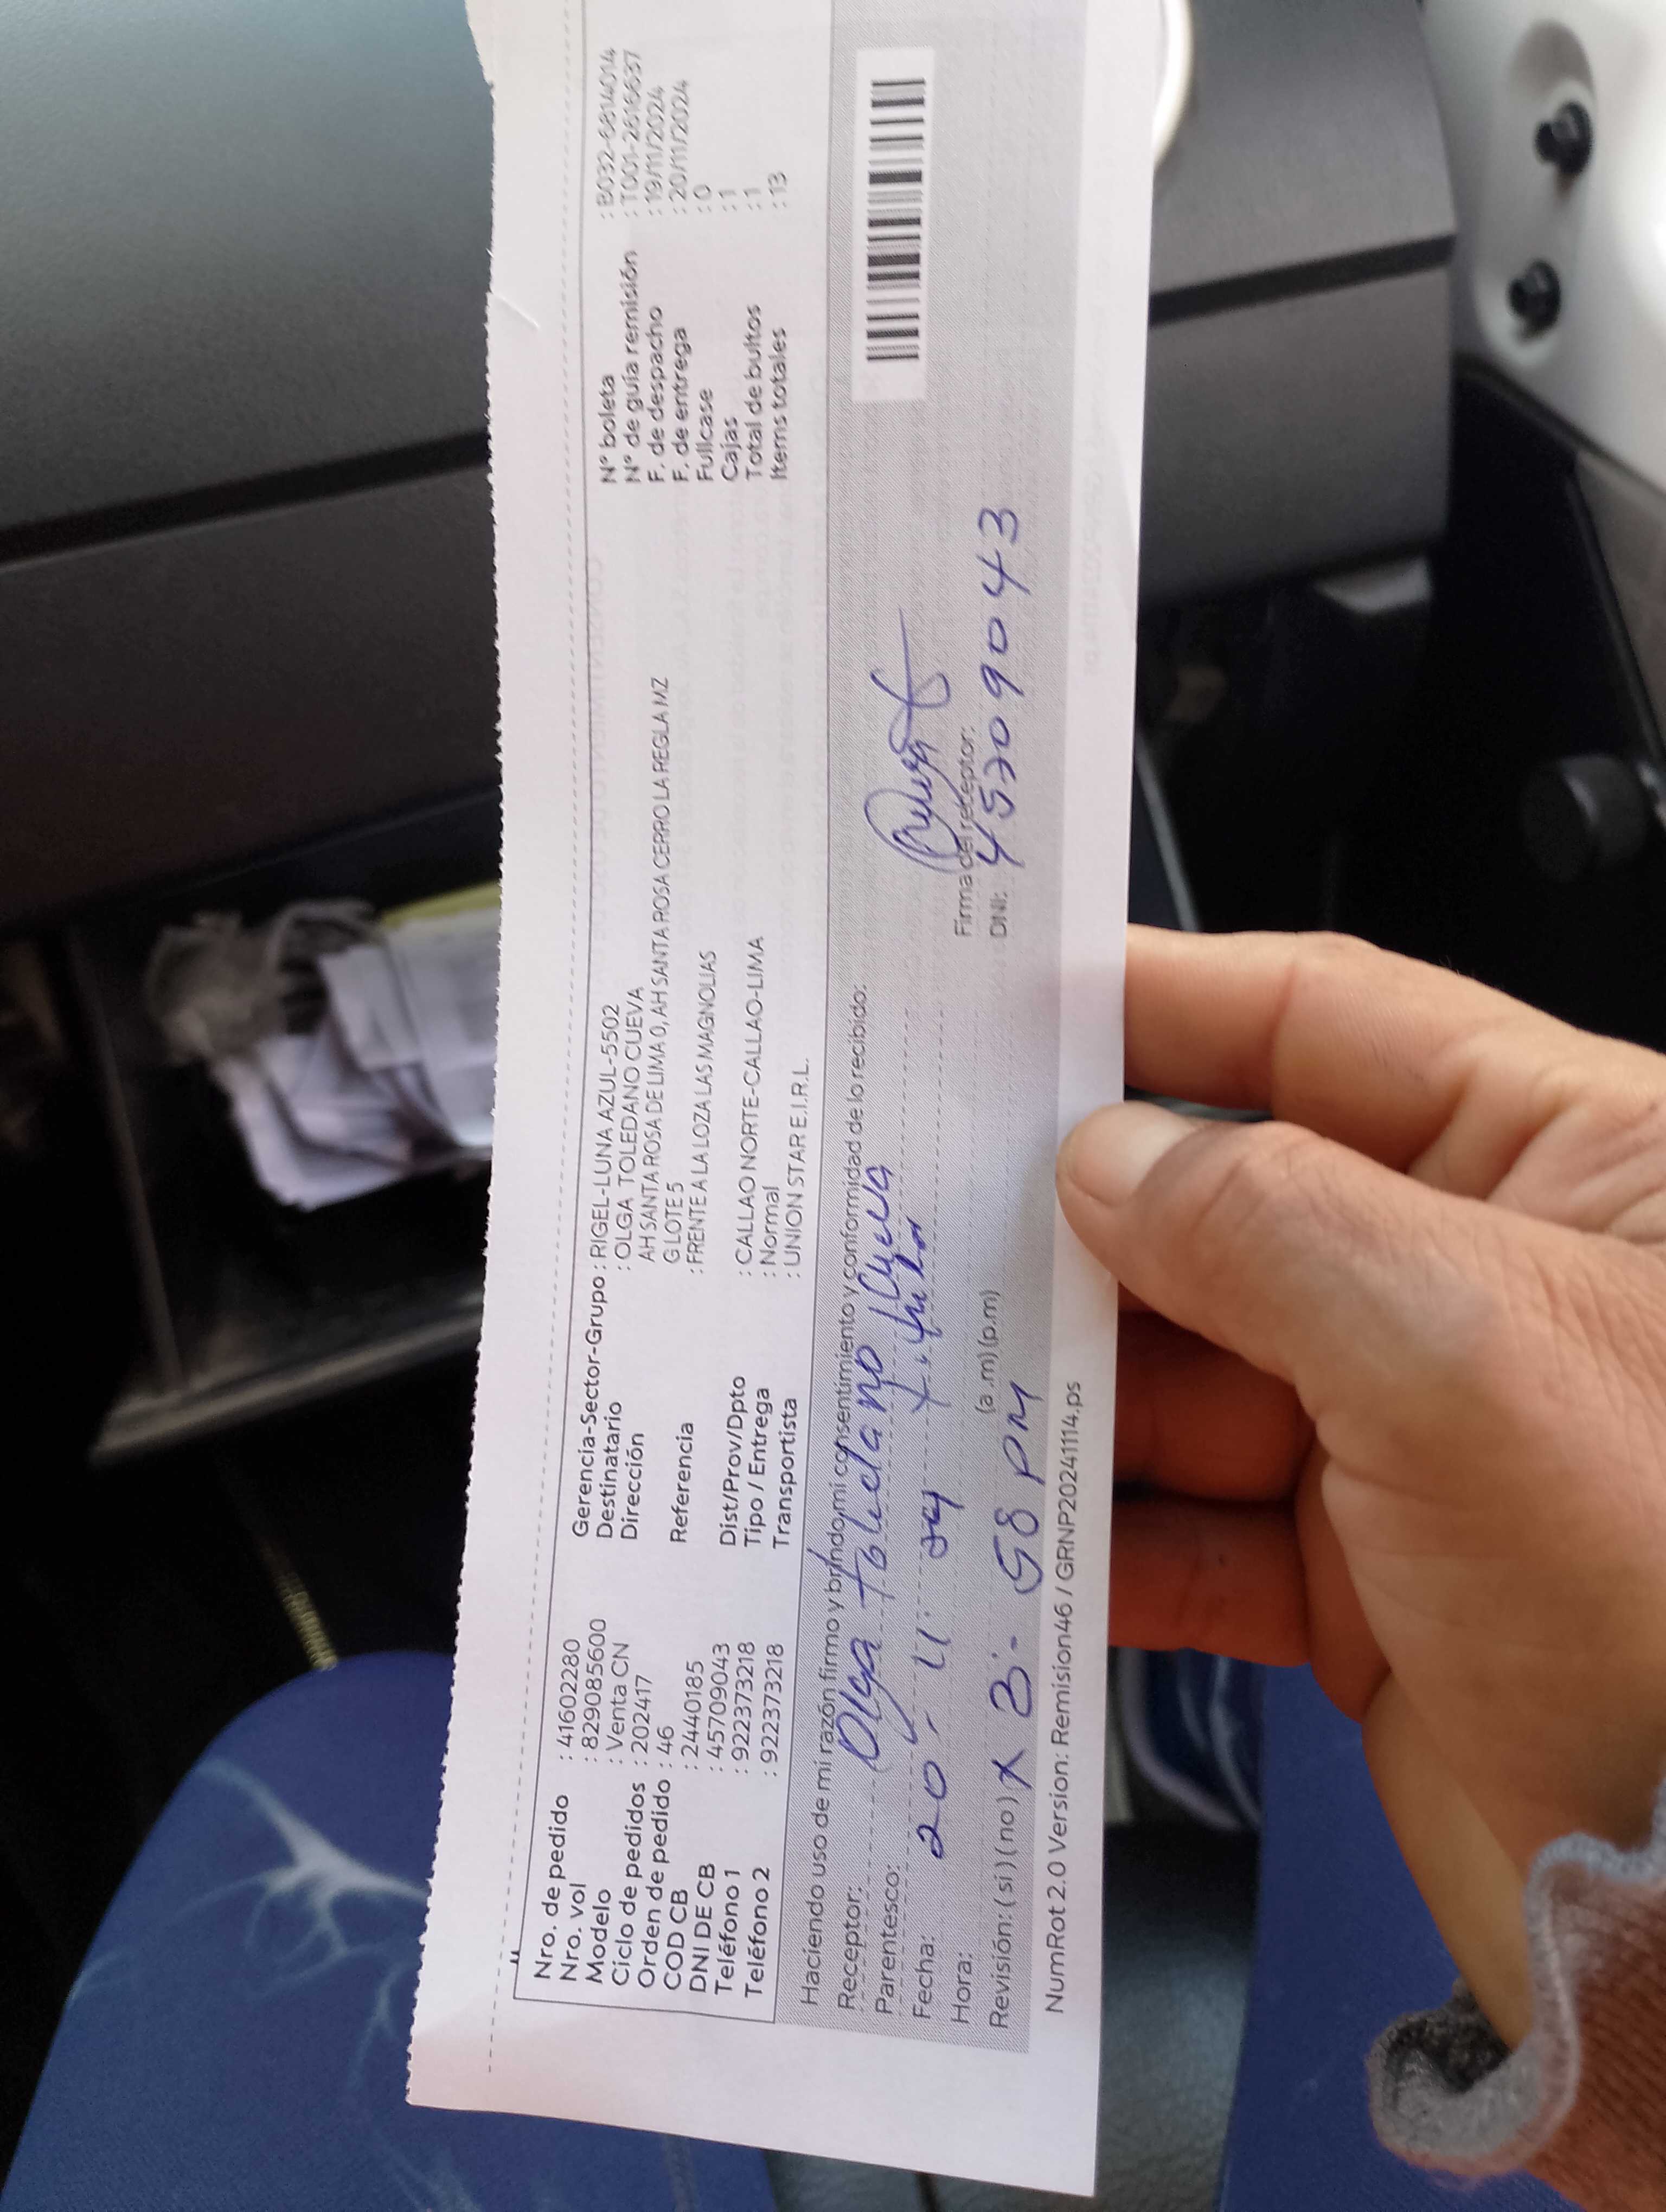 Nro. de pedido : 41602280
Nro. vol : 829085600
Modelo : Venta CN
Ciclo de pedidos : 202417
Orden de pedido : 46
COD CB : 2440185
DNI DE CB : 45709043
Teléfono 1 : 922373218
Teléfono 2 : 922373218
Gerencia-Sector-Grupo : RIGEL-LUNA AZUL-5502
Destinatario : OLGA TOLEDANO CUEVA
Dirección AH SANTA ROSA DE LIMA 0, AH SANTA ROSA CERRO LA REGLA MZ
G LOTE 5
Referencia : FRENTE A LA LOZA LAS MAGNOLIAS
Dist/Prov/Dpto : CALLAO NORTE-CALLAO-LIMA
Tipo / Entrega : Normal
Transportista : UNION STAR E.I.R.L.
N° boleta : B032-6814014
N° de guía remisión : T001-2616637
F. de despacho : 19/11/2024
F. de entrega : 20/11/2024
Fullcase : 0
Cajas : 1
Total de bultos : 1
Items totales : 13
Haciendo uso de mi razón firmo y brindo mi consentimiento y conformidad de lo recibido:
Receptor: Olga Toledano Cueva
Parentesco: Titular
Fecha: 20 - 11 - 24
Hora: 3:58 PM (a.m) (p.m)
Revisión: (si) (no) X
Firma del receptor:
DNI: 45709043
NumRot 2.0 Version: Remision46 / GRNP20241114.ps